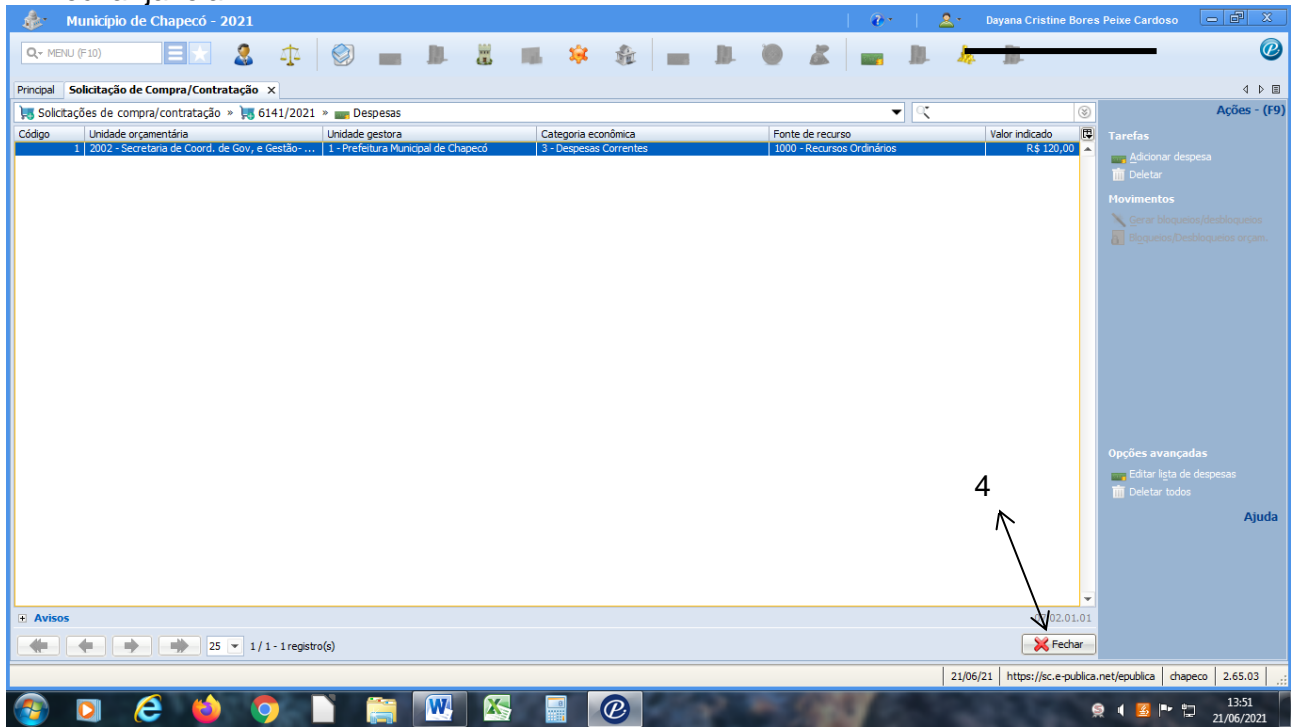 Município de Chapecó - 2021
Dayana Cristine Bores Peixe Cardoso
MENU (F10)
Principal
Solicitação de Compra/Contratação x
Solicitações de compra/contratação » 6141/2021 » Despesas
Ações - (F9)
Código Unidade orçamentária Unidade gestora Categoria econômica Fonte de recurso Valor indicado
1 2002 - Secretaria de Coord. de Gov, e Gestão- ... 1 - Prefeitura Municipal de Chapecó 3 - Despesas Correntes 1000 - Recursos Ordinários R$ 120,00
Tarefas
Adicionar despesa
Deletar
Movimentos
Gerar bloqueios/desbloqueios
Bloqueios/Desbloqueios orçam.
Opções avançadas
Editar lista de despesas
Deletar todos
Ajuda
4
Avisos
02.01.01
25 1 / 1 - 1 registro(s)
Fechar
21/06/21 https://sc.e-publica.net/epublica chapeco 2.65.03
13:51
21/06/2021